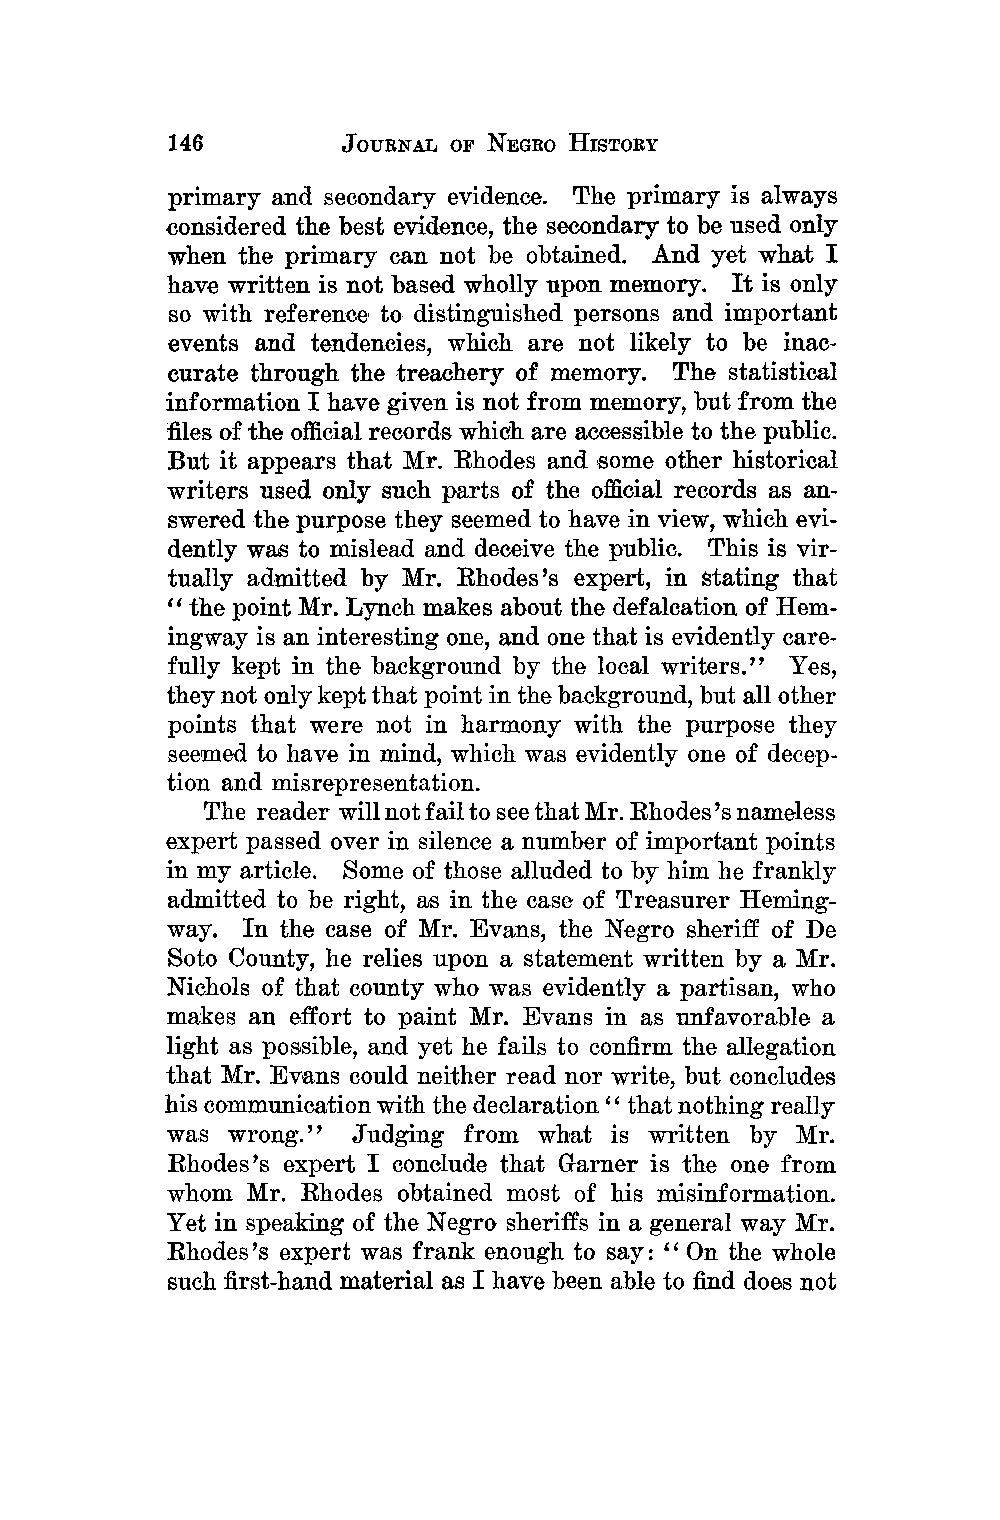 146 JOURNAL OF NEGRO HISTORY
primary and secondary evidence. The primary is always
considered the best evidence, the secondary to be used only
when the primary can not be obtained. And yet what I
have written is not based wholly upon memory. It is only
so with reference to distinguished persons and important
events and tendencies, which are not likely to be inac-
curate through the treachery of memory. The statistical
information I have given is not from memory, but from the
files of the official records which are accessible to the public.
But it appears that Mr. Rhodes and some other historical
writers used only such parts of the official records as an-
swered the purpose they seemed to have in view, which evi-
dently was to mislead and deceive the public. This is vir-
tually admitted by Mr. Rhodes's expert, in stating that
"the point Mr. Lynch makes about the defalcation of Hem-
ingway is an interesting one, and one that is evidently care-
fully kept in the background by the local writers." Yes,
they not only kept that point in the background, but all other
points that were not in harmony with the purpose they
seemed to have in mind, which was evidently one of decep-
tion and misrepresentation.
The reader will not fail to see that Mr. Rhodes's nameless
expert passed over in silence a number of important points
in my article. Some of those alluded to by him he frankly
admitted to be right, as in the case of Treasurer Heming-
way. In the case of Mr. Evans, the Negro sheriff of De
Soto County, he relies upon a statement written by a Mr.
Nichols of that county who was evidently a partisan, who
makes an effort to paint Mr. Evans in as unfavorable a
light as possible, and yet he fails to confirm the allegation
that Mr. Evans could neither read nor write, but concludes
his communication with the declaration "that nothing really
was wrong." Judging from what is written by Mr.
Rhodes's expert I conclude that Garner is the one from
whom Mr. Rhodes obtained most of his misinformation.
Yet in speaking of the Negro sheriffs in a general way Mr.
Rhodes's expert was frank enough to say: "On the whole
such first-hand material as I have been able to find does not